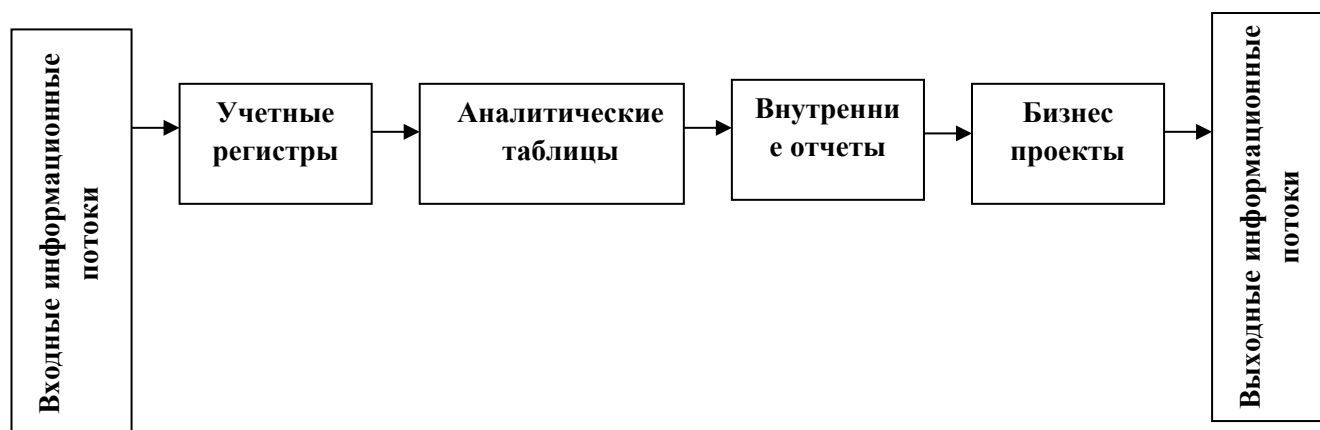 Входные информационные
потоки
Учетные
регистры
Аналитические
таблицы
Внутренни
е отчеты
Бизнес
проекты
Выходные информационные
потоки